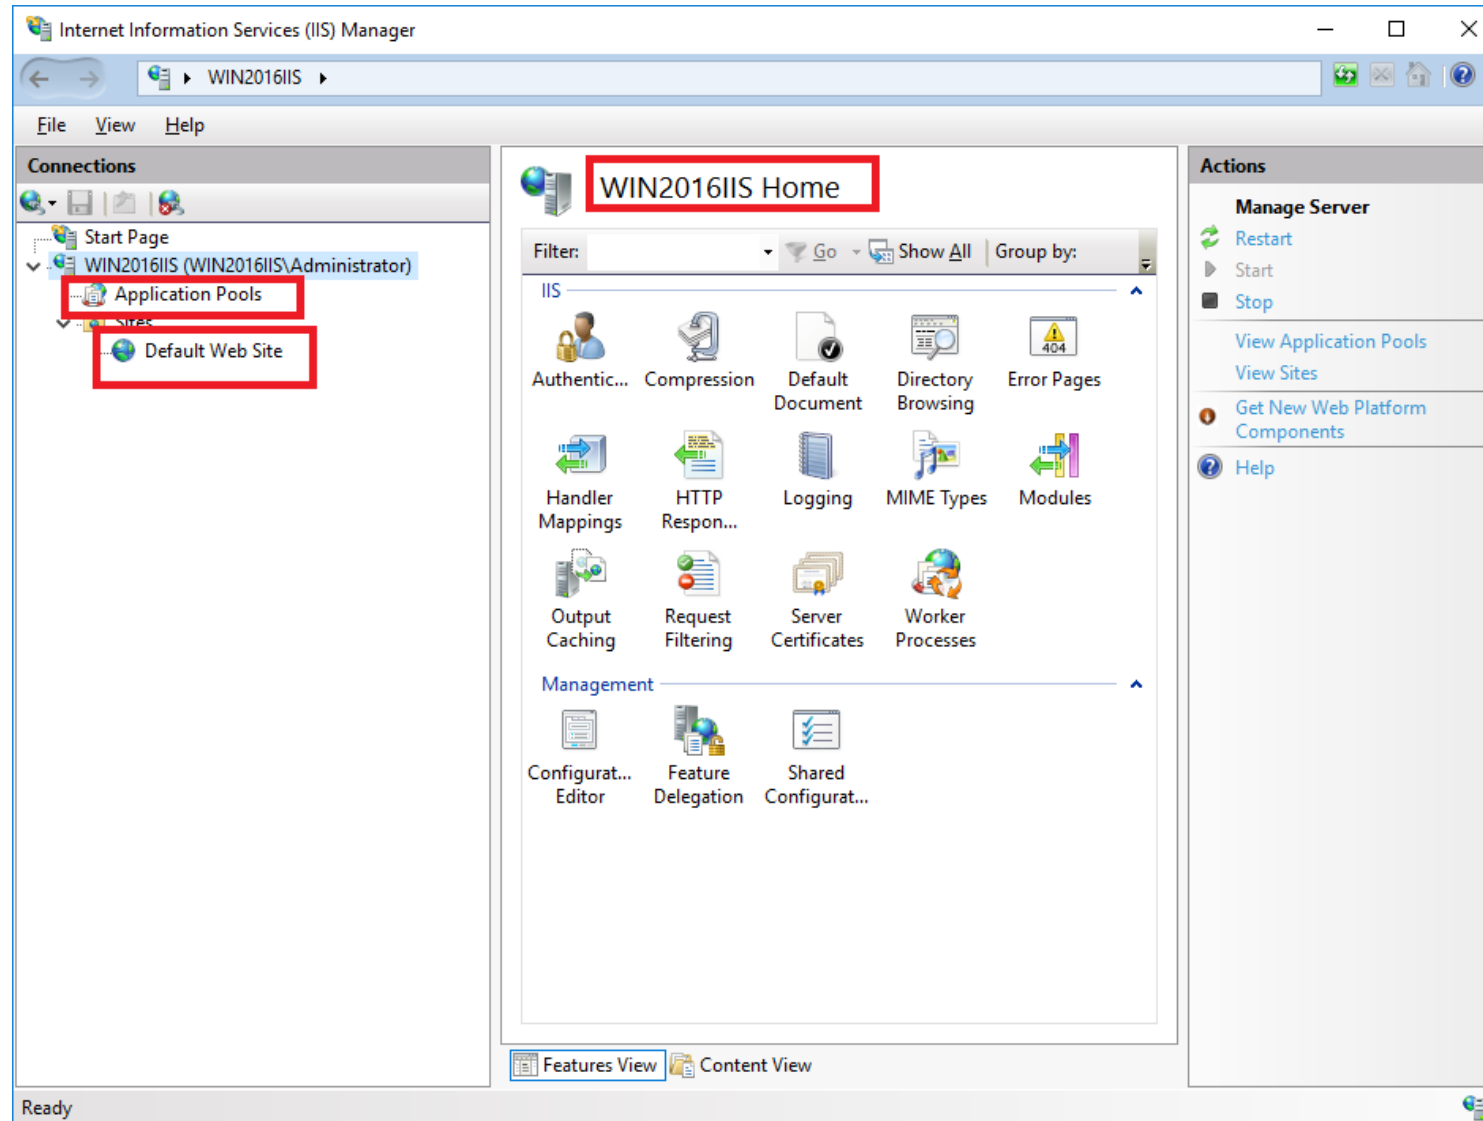 Internet Information Services (IIS) Manager
WIN2016IIS
File View Help
Connections
Start Page
WIN2016IIS (WIN2016IIS\Administrator)
Application Pools
Sites
Default Web Site
WIN2016IIS Home
Filter: Go Show All Group by:
IIS
Authentic... Compression Default Document Directory Browsing Error Pages
Handler Mappings HTTP Respon... Logging MIME Types Modules
Output Caching Request Filtering Server Certificates Worker Processes
Management
Configurat... Editor Feature Delegation Shared Configurat...
Features View Content View
Actions
Manage Server
Restart
Start
Stop
View Application Pools
View Sites
Get New Web Platform
Components
Help
Ready